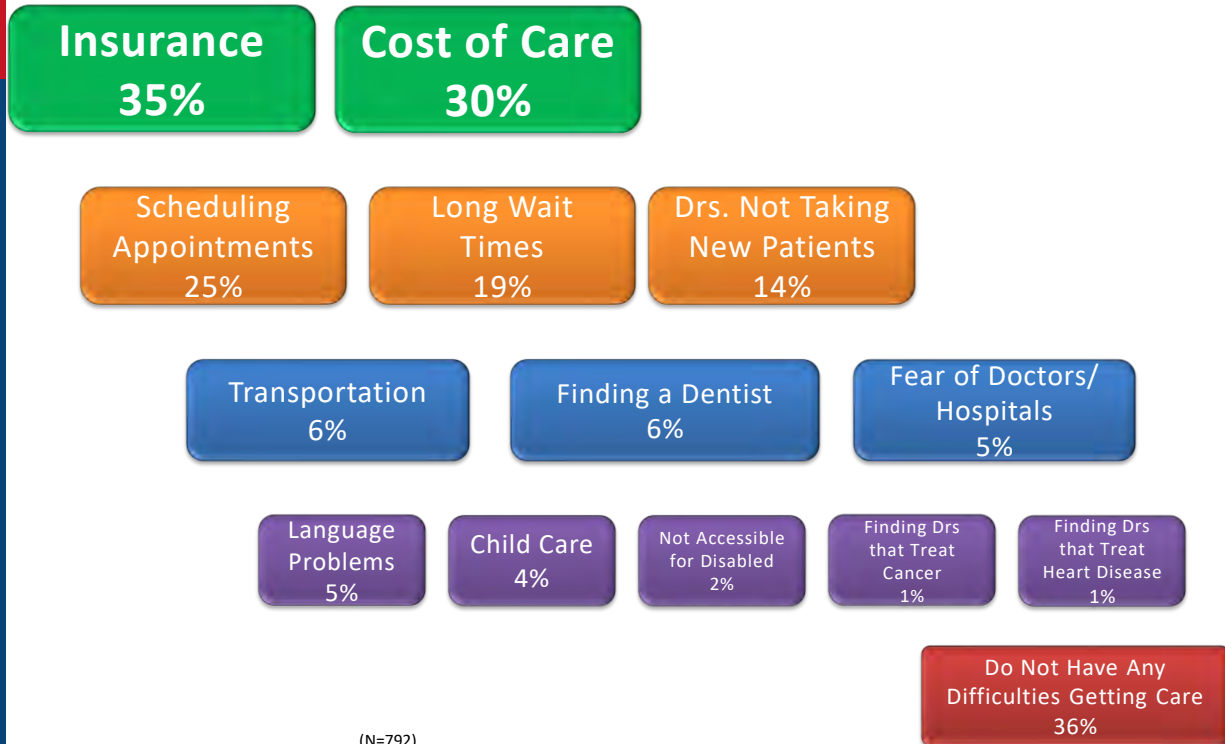 Insurance
35%
Cost of Care
30%
Scheduling
Appointments
25%
Long Wait
Times
19%
Drs. Not Taking
New Patients
14%
Transportation
6%
Finding a Dentist
6%
Fear of Doctors/
Hospitals
5%
Language
Problems
5%
Child Care
4%
Not Accessible
for Disabled
2%
Finding Drs
that Treat
Cancer
1%
Finding Drs
that Treat
Heart Disease
1%
Do Not Have Any
Difficulties Getting Care
36%
(N=792)